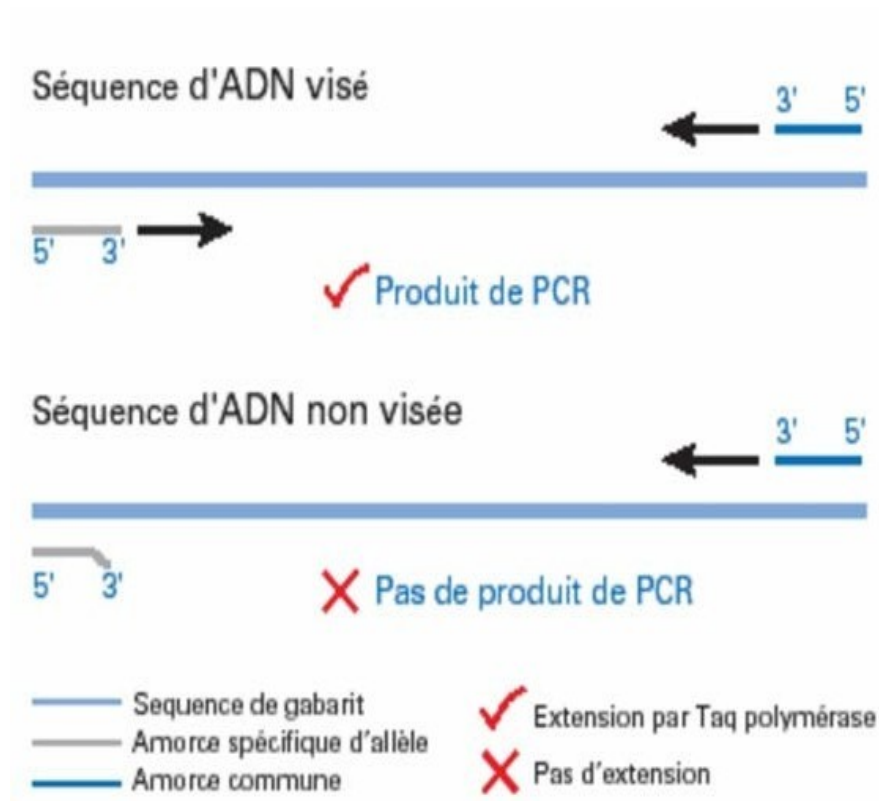 Séquence d'ADN visé
3' 5'
5' 3'
Produit de PCR
Séquence d'ADN non visée
3' 5'
5' 3'
Pas de produit de PCR
Sequence de gabarit
Amorce spécifique d'allèle
Amorce commune
Extension par Taq polymérase
Pas d'extension